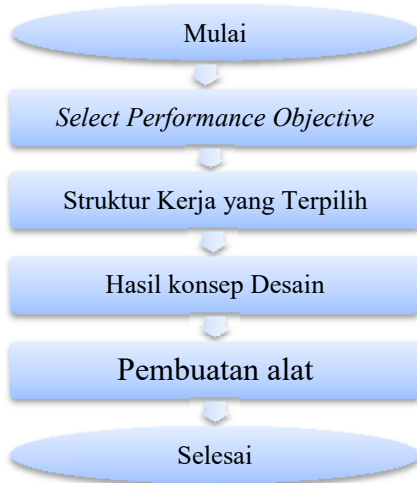 Mulai
Select Performance Objective
Struktur Kerja yang Terpilih
Hasil konsep Desain
Pembuatan alat
Selesai